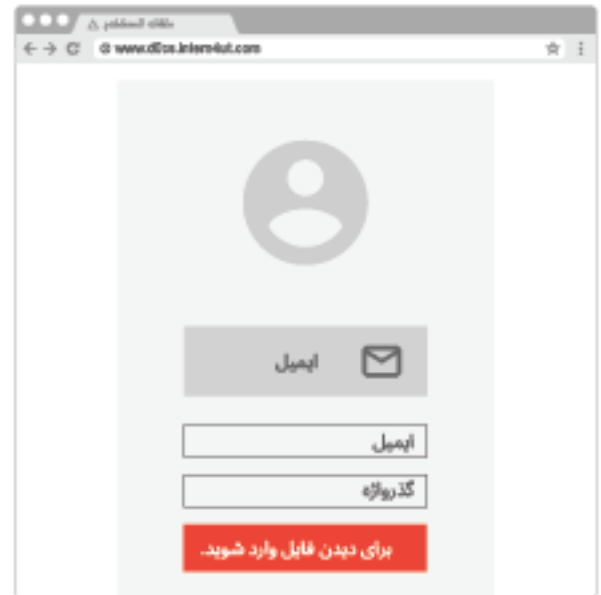 www.d0cs.intern4ut.com
ایمیل
ایمیل
گذرواژه
برای دیدن فایل وارد شوید.